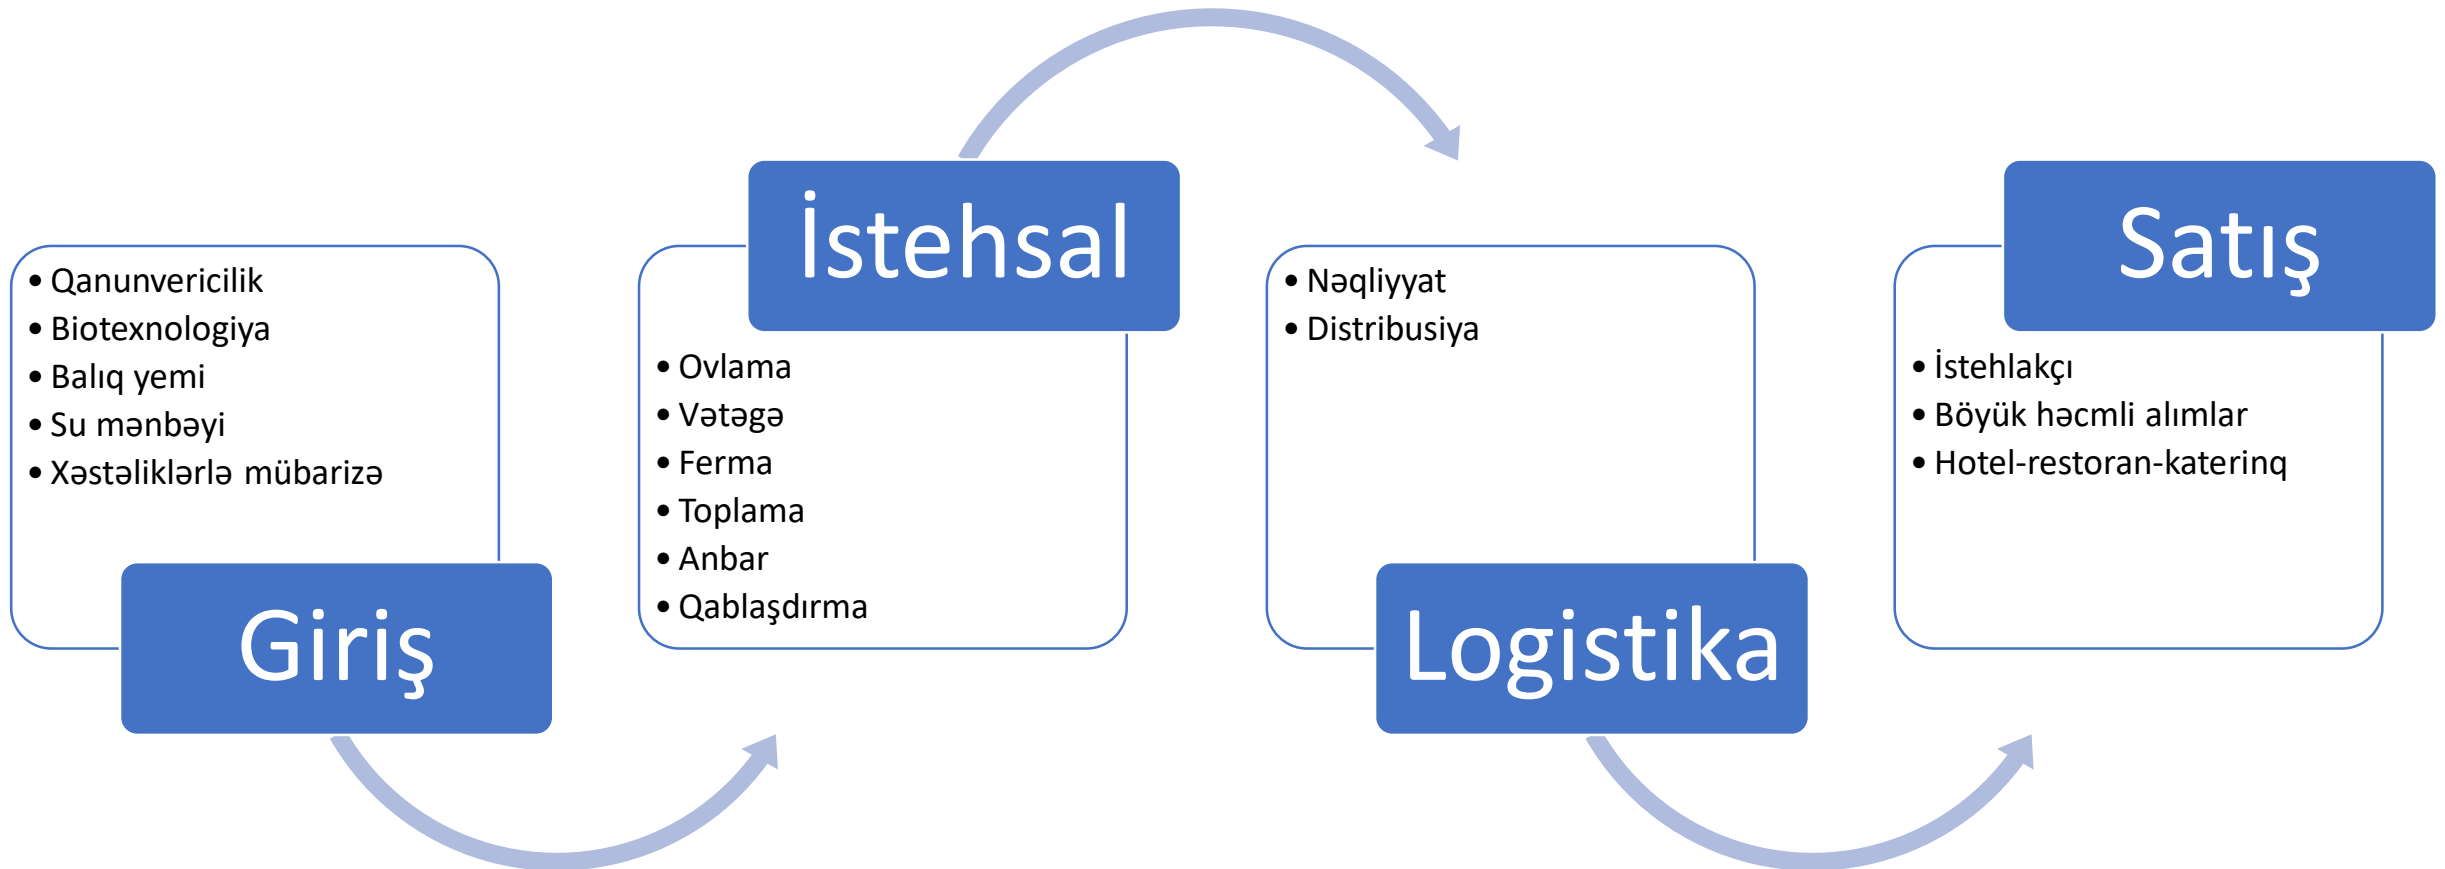 • Qanunvericilik
• Biotexnologiya
• Balıq yemi
• Su mənbəyi
• Xəstəliklərlə mübarizə
Giriş
İstehsal
• Ovlama
• Vətəgə
• Ferma
• Toplama
• Anbar
• Qablaşdırma
• Nəqliyyat
• Distribusiya
Logistika
Satış
• İstehlakçı
• Böyük həcmli alımlar
• Hotel-restoran-katerinq